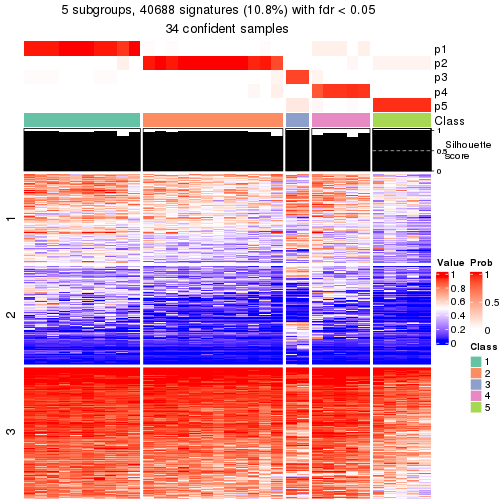 5 subgroups, 40688 signatures (10.8%) with fdr < 0.05
34 confident samples
p1
p2
p3
p4
p5
Class
1
0.5
0
Silhouette
score
1
2
3
Value
1
0.8
0.6
0.4
0.2
0
Prob
1
0.5
0
Class
1
2
3
4
5